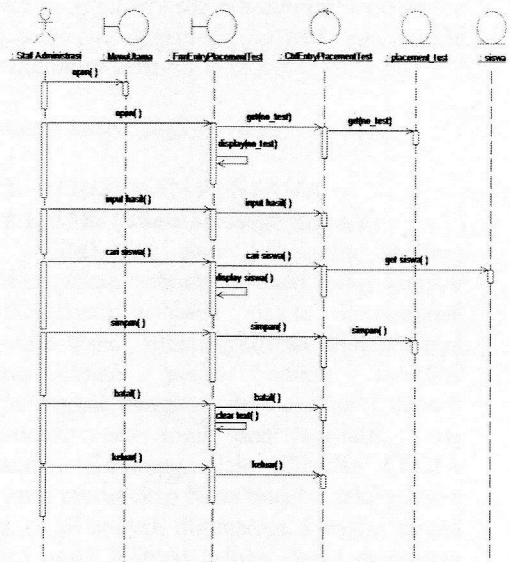 : Staf Administrasi
: MenuUtama
: FrmEntryPlacementTest
: CtlEntryPlacementTest
: placement_test
: siswa
open( )
open( )
get(no_test)
get(no_test)
display(no_test)
input hasil( )
input hasil( )
cari siswa( )
cari siswa( )
get siswa( )
display siswa( )
simpan( )
simpan( )
simpan( )
batal( )
batal( )
clear text( )
keluar( )
keluar( )